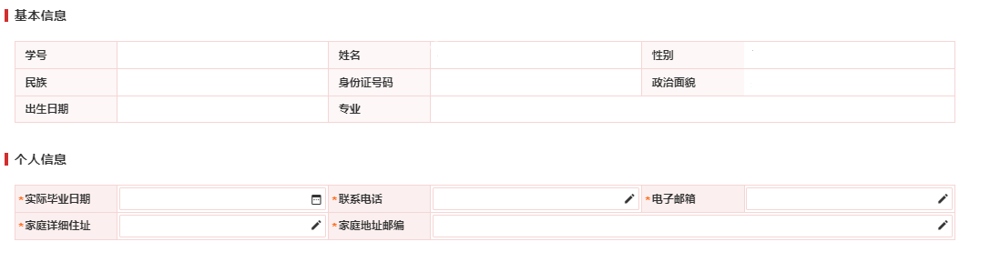 基本信息
学号 姓名 性别
民族 身份证号码 政治面貌
出生日期 专业
个人信息
*实际毕业日期 *联系电话 *电子邮箱
*家庭详细住址 *家庭地址邮编